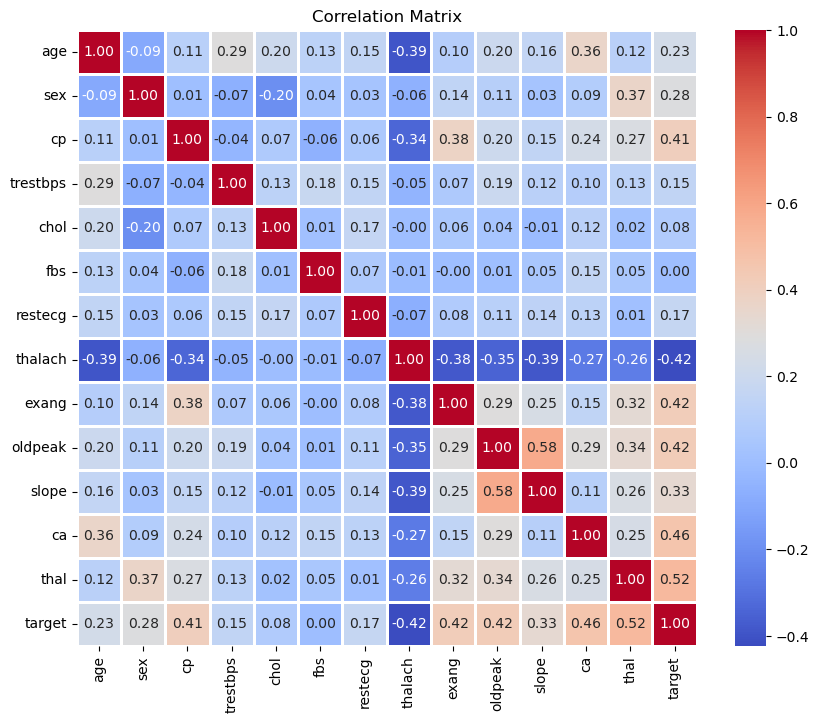 Correlation Matrix
age 1.00 -0.09 0.11 0.29 0.20 0.13 0.15 -0.39 0.10 0.20 0.16 0.36 0.12 0.23
sex -0.09 1.00 0.01 -0.07 -0.20 0.04 0.03 -0.06 0.14 0.11 0.03 0.09 0.37 0.28
cp 0.11 0.01 1.00 -0.04 0.07 -0.06 0.06 -0.34 0.38 0.20 0.15 0.24 0.27 0.41
trestbps 0.29 -0.07 -0.04 1.00 0.13 0.18 0.15 -0.05 0.07 0.19 0.12 0.10 0.13 0.15
chol 0.20 -0.20 0.07 0.13 1.00 0.01 0.17 -0.00 0.06 0.04 -0.01 0.12 0.02 0.08
fbs 0.13 0.04 -0.06 0.18 0.01 1.00 0.07 -0.01 -0.00 0.01 0.05 0.15 0.05 0.00
restecg 0.15 0.03 0.06 0.15 0.17 0.07 1.00 -0.07 0.08 0.11 0.14 0.13 0.01 0.17
thalach -0.39 -0.06 -0.34 -0.05 -0.00 -0.01 -0.07 1.00 -0.38 -0.35 -0.39 -0.27 -0.26 -0.42
exang 0.10 0.14 0.38 0.07 0.06 -0.00 0.08 -0.38 1.00 0.29 0.25 0.15 0.32 0.42
oldpeak 0.20 0.11 0.20 0.19 0.04 0.01 0.11 -0.35 0.29 1.00 0.58 0.29 0.34 0.42
slope 0.16 0.03 0.15 0.12 -0.01 0.05 0.14 -0.39 0.25 0.58 1.00 0.11 0.26 0.33
ca 0.36 0.09 0.24 0.10 0.12 0.15 0.13 -0.27 0.15 0.29 0.11 1.00 0.25 0.46
thal 0.12 0.37 0.27 0.13 0.02 0.05 0.01 -0.26 0.32 0.34 0.26 0.25 1.00 0.52
target 0.23 0.28 0.41 0.15 0.08 0.00 0.17 -0.42 0.42 0.42 0.33 0.46 0.52 1.00
age sex cp trestbps chol fbs restecg thalach exang oldpeak slope ca thal target
1.0
0.8
0.6
0.4
0.2
0.0
−0.2
−0.4